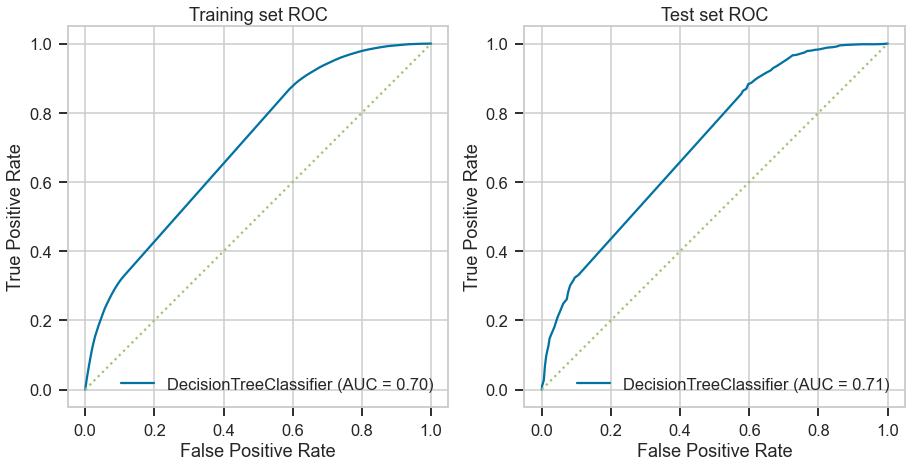 Training set ROC
1.0
0.8
0.6
0.4
0.2
0.0
True Positive Rate
DecisionTreeClassifier (AUC = 0.70)
0.0 0.2 0.4 0.6 0.8 1.0
False Positive Rate
Test set ROC
1.0
0.8
0.6
0.4
0.2
0.0
True Positive Rate
DecisionTreeClassifier (AUC = 0.71)
0.0 0.2 0.4 0.6 0.8 1.0
False Positive Rate